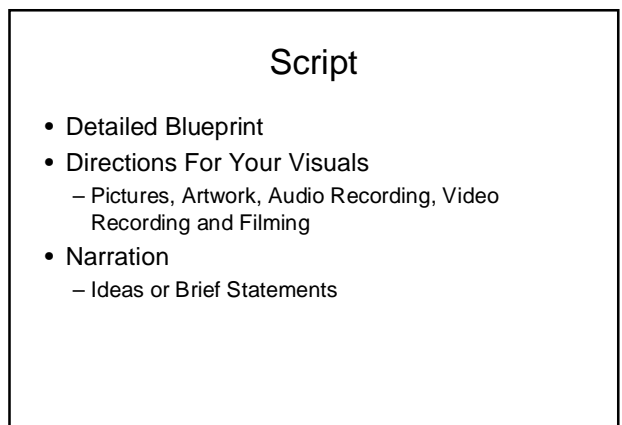 Script
• Detailed Blueprint
• Directions For Your Visuals
– Pictures, Artwork, Audio Recording, Video
Recording and Filming
• Narration
– Ideas or Brief Statements